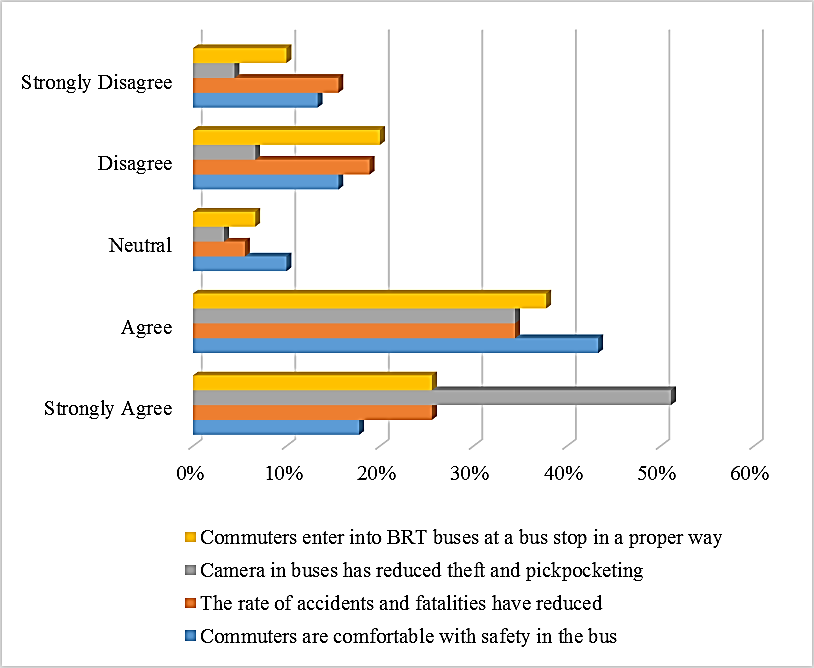 Strongly Disagree
Disagree
Neutral
Agree
Strongly Agree
0% 10% 20% 30% 40% 50% 60%
Commuters enter into BRT buses at a bus stop in a proper way
Camera in buses has reduced theft and pickpocketing
The rate of accidents and fatalities have reduced
Commuters are comfortable with safety in the bus